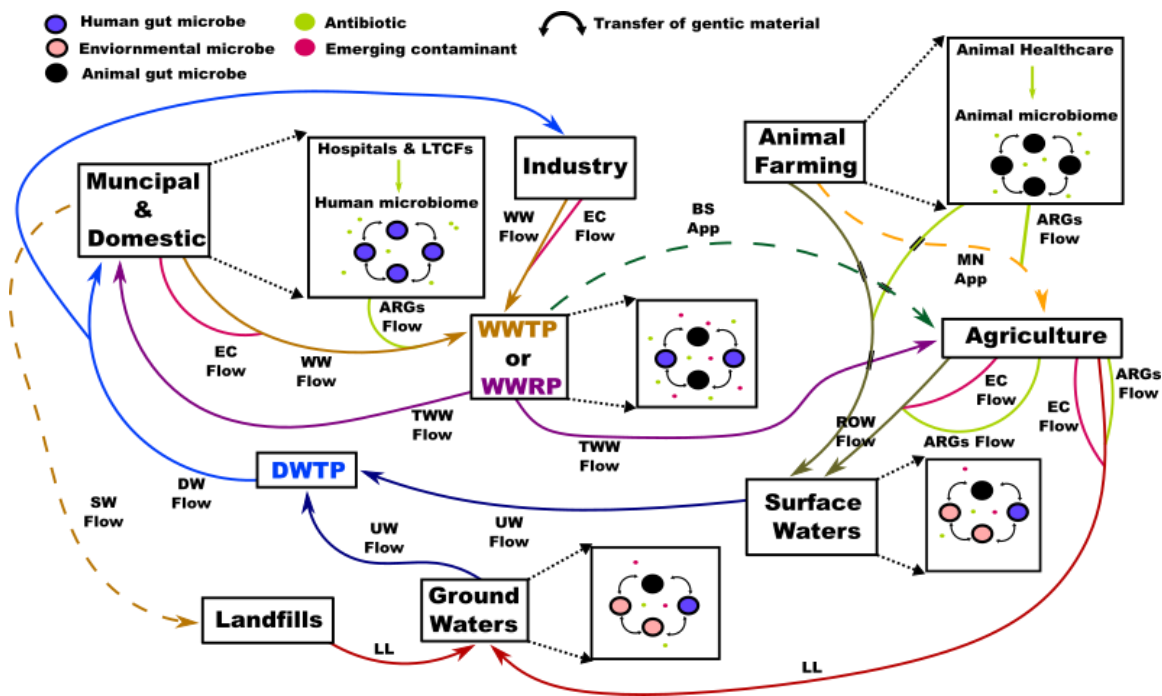 Human gut microbe
Enviornmental microbe
Animal gut microbe
Antibiotic
Emerging contaminant
Transfer of gentic material
Muncipal
&
Domestic
Hospitals & LTCFs
Human microbiome
Industry
Animal
Farming
Animal Healthcare
Animal microbiome
WW
Flow
EC
Flow
BS
App
MN
App
ARGs
Flow
ARGs
Flow
EC
Flow
WW
Flow
WWTP
or
WWRP
Agriculture
TWW
Flow
TWW
Flow
ROW
Flow
EC
Flow
ARGs Flow
EC
Flow
ARGs
Flow
DWTP
DW
Flow
SW
Flow
UW
Flow
UW
Flow
Surface
Waters
Ground
Waters
Landfills
LL
LL